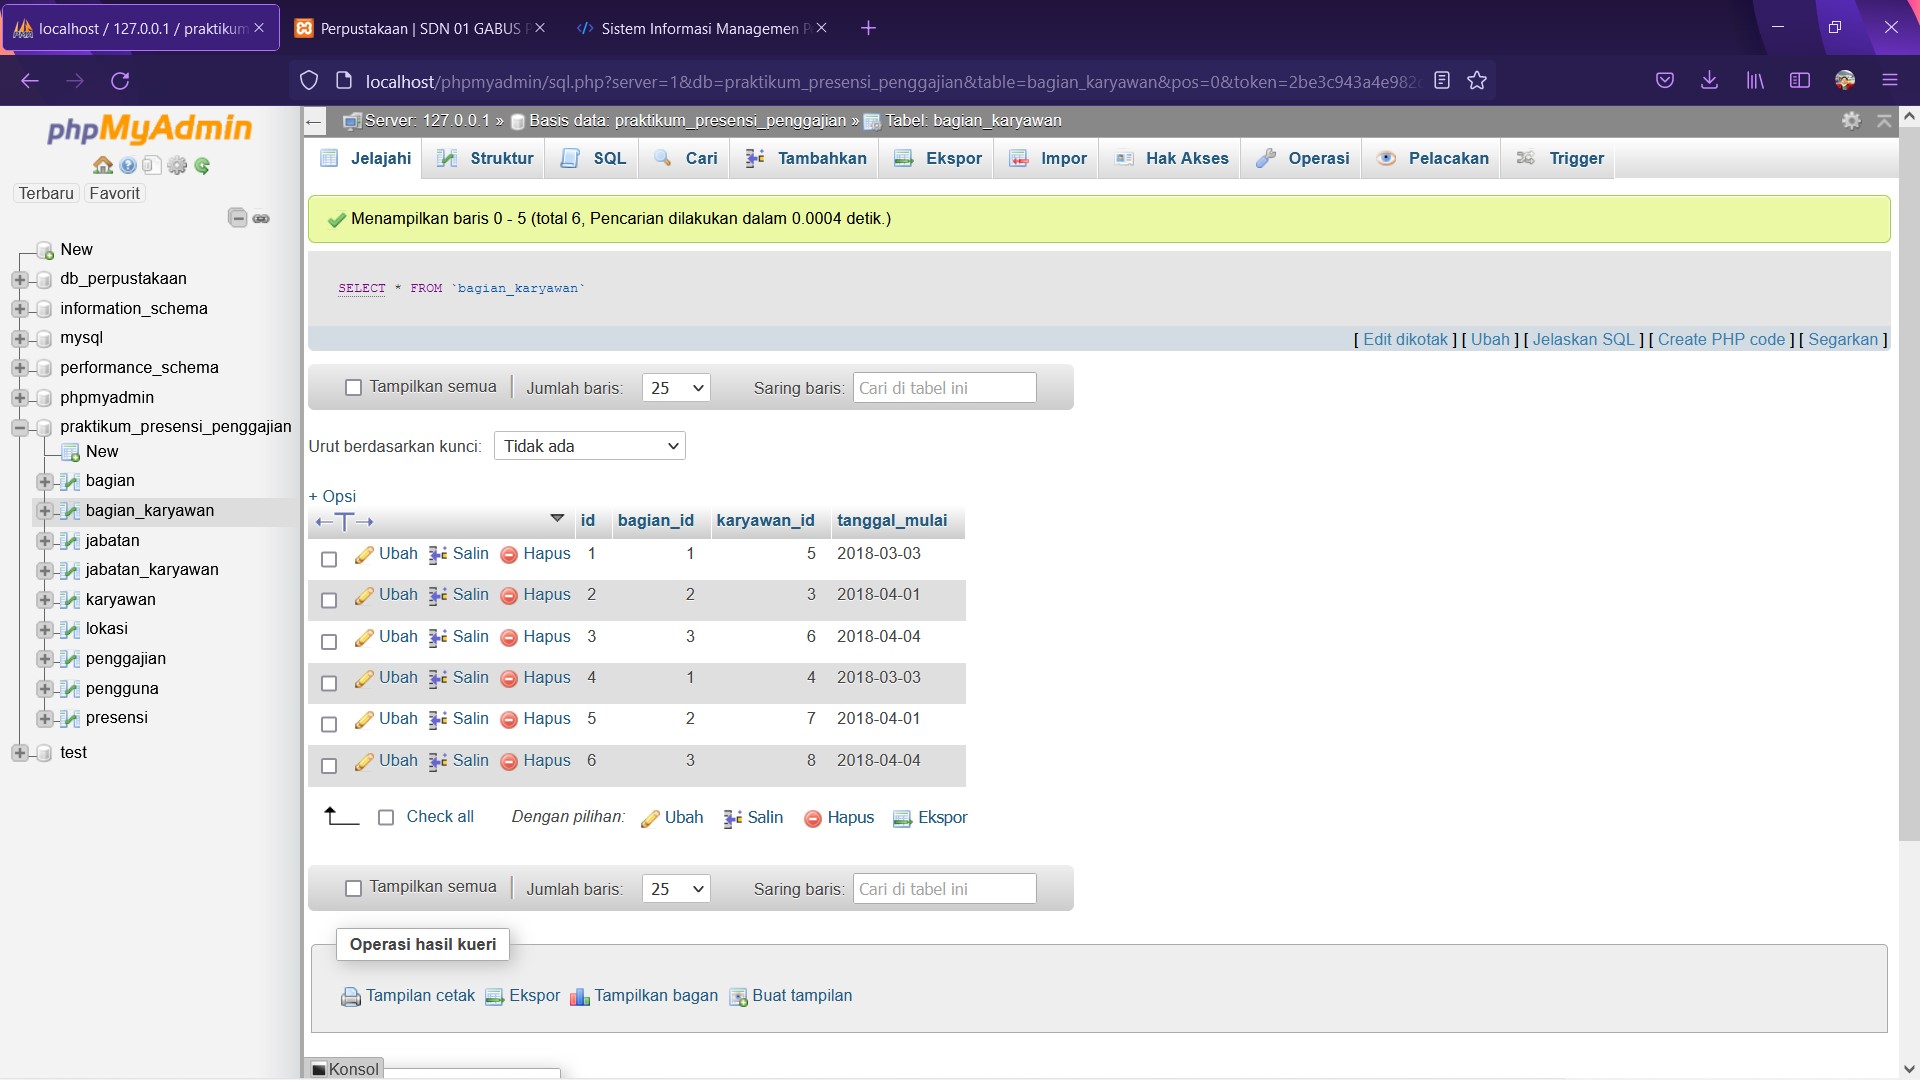 localhost / 127.0.0.1 / praktikum
Perpustakaan | SDN 01 GABUS
Sistem Informasi Managemen
localhost/phpmyadmin/sql.php?server=1&db=praktikum_presensi_penggajian&table=bagian_karyawan&pos=0&token=2be3c943a4e982
phpMyAdmin
Terbaru Favorit
New
db_perpustakaan
information_schema
mysql
performance_schema
phpmyadmin
praktikum_presensi_penggajian
New
bagian
bagian_karyawan
jabatan
jabatan_karyawan
karyawan
lokasi
penggajian
pengguna
presensi
test
Server: 127.0.0.1 » Basis data: praktikum_presensi_penggajian » Tabel: bagian_karyawan
Jelajahi Struktur SQL Cari Tambahkan Ekspor Impor Hak Akses Operasi Pelacakan Trigger
Menampilkan baris 0 - 5 (total 6, Pencarian dilakukan dalam 0.0004 detik.)
SELECT * FROM `bagian_karyawan`
[ Edit dikotak ] [ Ubah ] [ Jelaskan SQL ] [ Create PHP code ] [ Segarkan ]
Tampilkan semua Jumlah baris: 25 Saring baris: Cari di tabel ini
Urut berdasarkan kunci: Tidak ada
+ Opsi
←T→ id bagian_id karyawan_id tanggal_mulai
Ubah Salin Hapus 1 1 5 2018-03-03
Ubah Salin Hapus 2 2 3 2018-04-01
Ubah Salin Hapus 3 3 6 2018-04-04
Ubah Salin Hapus 4 1 4 2018-03-03
Ubah Salin Hapus 5 2 7 2018-04-01
Ubah Salin Hapus 6 3 8 2018-04-04
Check all Dengan pilihan: Ubah Salin Hapus Ekspor
Tampilkan semua Jumlah baris: 25 Saring baris: Cari di tabel ini
Operasi hasil kueri
Tampilan cetak Ekspor Tampilkan bagan Buat tampilan
Konsol